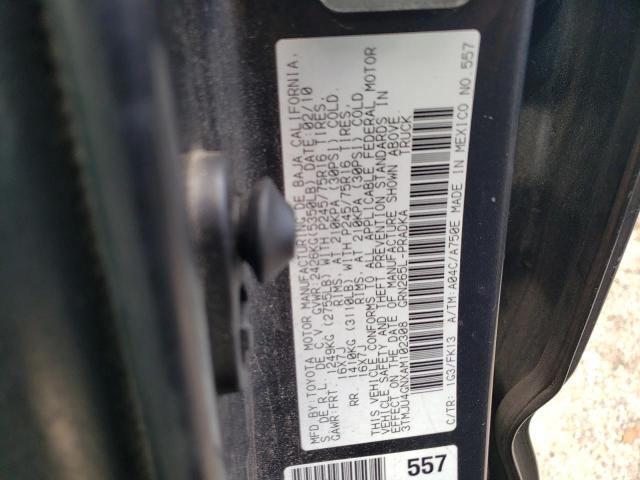 MFD.BY: TOYOTA MOTOR MANUFACTURING DE BAJA CALIFORNIA,
S. DE R.L. DE C.V. GVWR: 2426KG(5350LB) DATE: 02/10
GAWR FRT. 1249KG (2755LB) WITH P245/75R16 TIRES,
16X7J RIMS, AT 210KPA (30PSI) COLD
RR. 1410KG (3110LB) WITH P245/75R16 TIRES,
16X7J RIMS, AT 210KPA (30PSI) COLD
THIS VEHICLE CONFORMS TO ALL APPLICABLE FEDERAL MOTOR
VEHICLE SAFETY AND THEFT PREVENTION STANDARDS IN
EFFECT ON THE DATE OF MANUFACTURE SHOWN ABOVE.
3TMJU4GNXAM102308 TRUCK
GRN265L-PRADKA
C/TR: 1G3/FK13 A/TM: A04C/A750E MADE IN MEXICO NO. 557
557